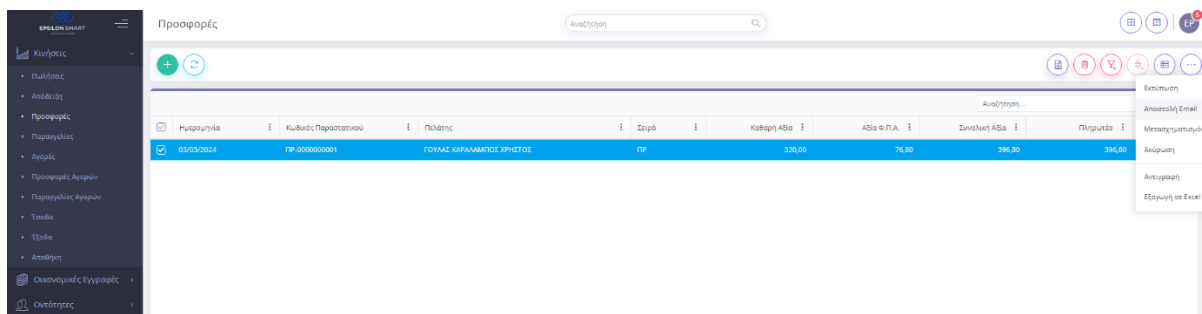 EPSILON SMART
Προσφορές
Αναζήτηση
EP
5
Κινήσεις
Πωλήσεις
Απόδειξη
Προσφορές
Παραγγελίες
Αγορές
Προσφορές Αγορών
Παραγγελίες Αγορών
Έσοδα
Έξοδα
Αποθήκη
Οικονομικές Εγγραφές
Οντότητες
Αναζήτηση...
Ημερομηνία Κωδικός Παραστατικού Πελάτης Σειρά Καθαρή Αξία Αξία Φ.Π.Α. Συνολική Αξία Πληρωτέο
03/03/2024 ΠΡ-0000000001 ΓΟΥΛΑΣ ΧΑΡΑΛΑΜΠΟΣ ΧΡΗΣΤΟΣ ΠΡ 320,00 76,80 396,80 396,80
Εκτύπωση
Αποστολή Email
Μετασχηματισμό
Ακύρωση
Αντιγραφή
Εξαγωγή σε Excel